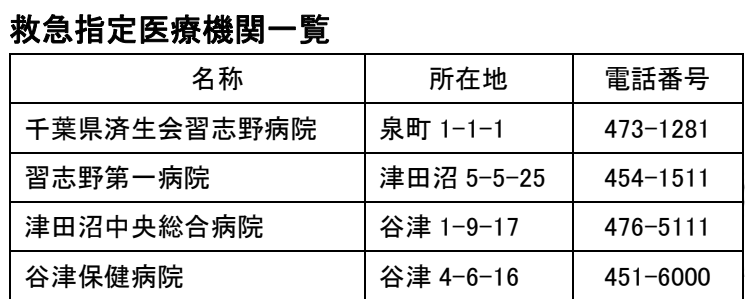 救急指定医療機関一覧
名称 所在地 電話番号
千葉県済生会習志野病院 泉町 1-1-1 473-1281
習志野第一病院 津田沼 5-5-25 454-1511
津田沼中央総合病院 谷津 1-9-17 476-5111
谷津保健病院 谷津 4-6-16 451-6000